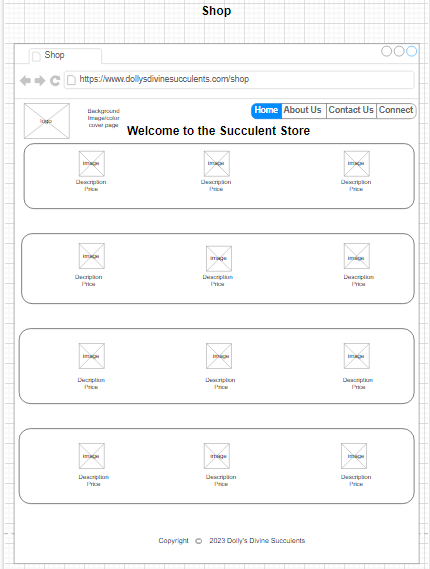 Shop
Shop
https://www.dollysdivinesucculents.com/shop
logo
Background
Image/color
cover page
Home About Us Contact Us Connect
Welcome to the Succulent Store
image image image
Description Description Description
Price Price Price
image image image
Decription Description Description
Price Price Price
image image image
Decription Description Description
Price Price Price
image image image
Description Description Description
Price Price Price
Copyright © 2023 Dolly's Divine Succulents